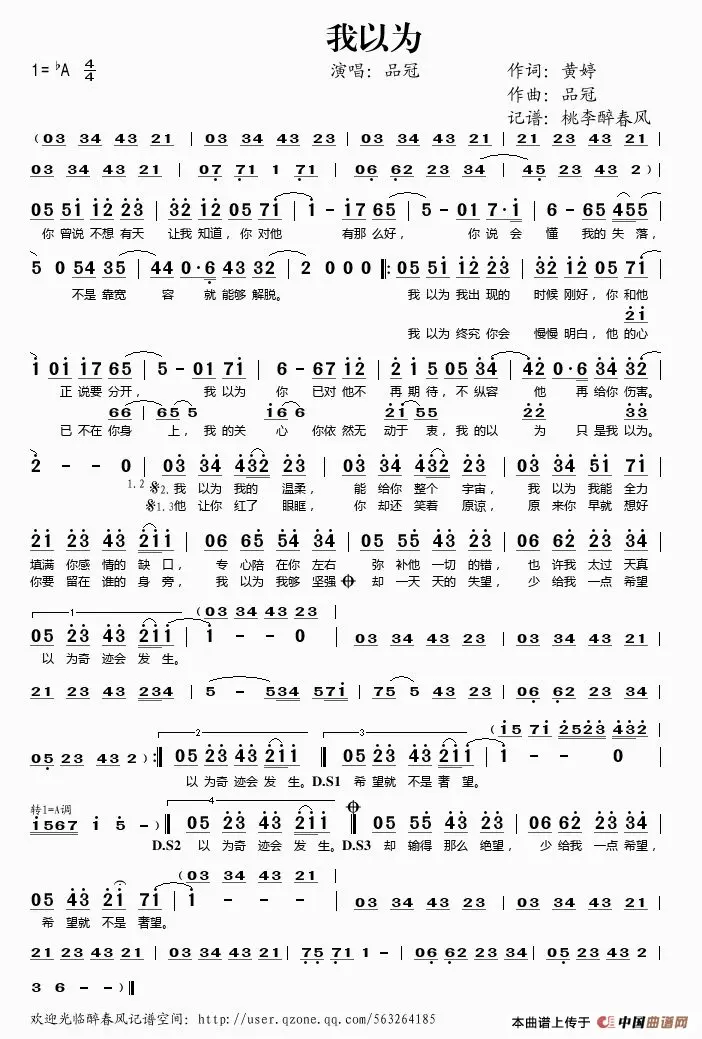 我以为
1=♭A 4/4 演唱：品冠 作词：黄婷
作曲：品冠
记谱：桃李醉春风
（03 34 43 21 | 03 34 43 21 | 03 34 43 21 | 03 34 43 21 |
03 34 43 21 | 07 71 1 71 | 06 62 23 34 | 45 23 43 2 ）|
05 51 12 23 | 32 12 05 71 | 1 - 17 65 | 5 - 01 7·1 | 6 - 65 455 |
你 曾说 不想 有天 让我 知道，你 对他 有那 么好， 你 说 会 懂 我的 失 落，
5 0 54 35 | 44 0·6 43 32 | 2 0 0 0 ‖: 05 51 12 23 | 32 12 05 71 |
不是 靠宽 容 就 能够 解脱。 我 以为 我出 现的 时候 刚好，你 和他
21
我 以为 终究 你会 慢慢 明白，他 的心
1 01 17 65 | 5 - 01 71 | 6 - 67 12 | 21 5 05 34 | 42 0·6 34 32 |
正 说要 分开， 我 以为 你 已对 他不 再 期待，不 纵容 他 再 给你 伤害。
66 | 65 5 16 6 21 55 22 33
已 不在 你身 上，我 的关 心 你依 然无 动于 衷，我 的以 为 只 是我 以为。
2 - - 0 | 03 34 432 23 | 03 34 432 23 | 03 34 51 71 |
1.2 𝄋2.我 以为 我的 温柔， 能 给你 整个 宇宙， 我 以为 我能 全力
𝄋1.3他 让你 红了 眼眶， 你 却还 笑着 原谅， 原 来你 早就 想好
21 23 43 211 | 06 65 54 34 | 05 55 43 23 | 06 62 23 34 |
填满 你感 情的 缺 口， 专 心陪 在你 左右 弥 补他 一切 的错， 也 许我 太过 天真
你要 留在 谁的 身 旁， 我 以为 我够 坚强 𝄌 却 一天 天的 失望， 少 给我 一点 希望
1 （03 34 43 23 |
05 23 43 211 | 1 - - 0 | 03 34 43 23 | 03 34 43 21 |
以 为奇 迹会 发 生。
21 23 43 234 | 5 - 534 571 | 75 5 43 23 | 06 62 23 34 |
2 3 （15 71 2523 432 |
05 23 43 2 ）:‖ 05 23 43 211 ‖ 05 23 43 211 | 1 - - 0 |
以 为奇 迹会 发 生。D.S1 希 望就 不是 奢 望。
转1=A调 4 𝄌
1567 1 5 - ）‖ 05 23 43 211 ‖ 05 55 43 23 | 06 62 23 34 |
D.S2 以 为奇 迹会 发 生。D.S3 却 输得 那么 绝望， 少 给我 一点 希望，
（03 34 43 23 |
05 43 21 71 | 1 - - - | 03 34 43 21 | 03 34 43 23 |
希 望就 不是 奢望。
21 23 43 21 | 03 34 43 21 | 75 71 1 - | 06 62 23 34 | 05 23 43 2 |
3 6 - - ）‖
欢迎光临醉春风记谱空间：http://user.qzone.qq.com/563264185
本曲谱上传于 中国曲谱网